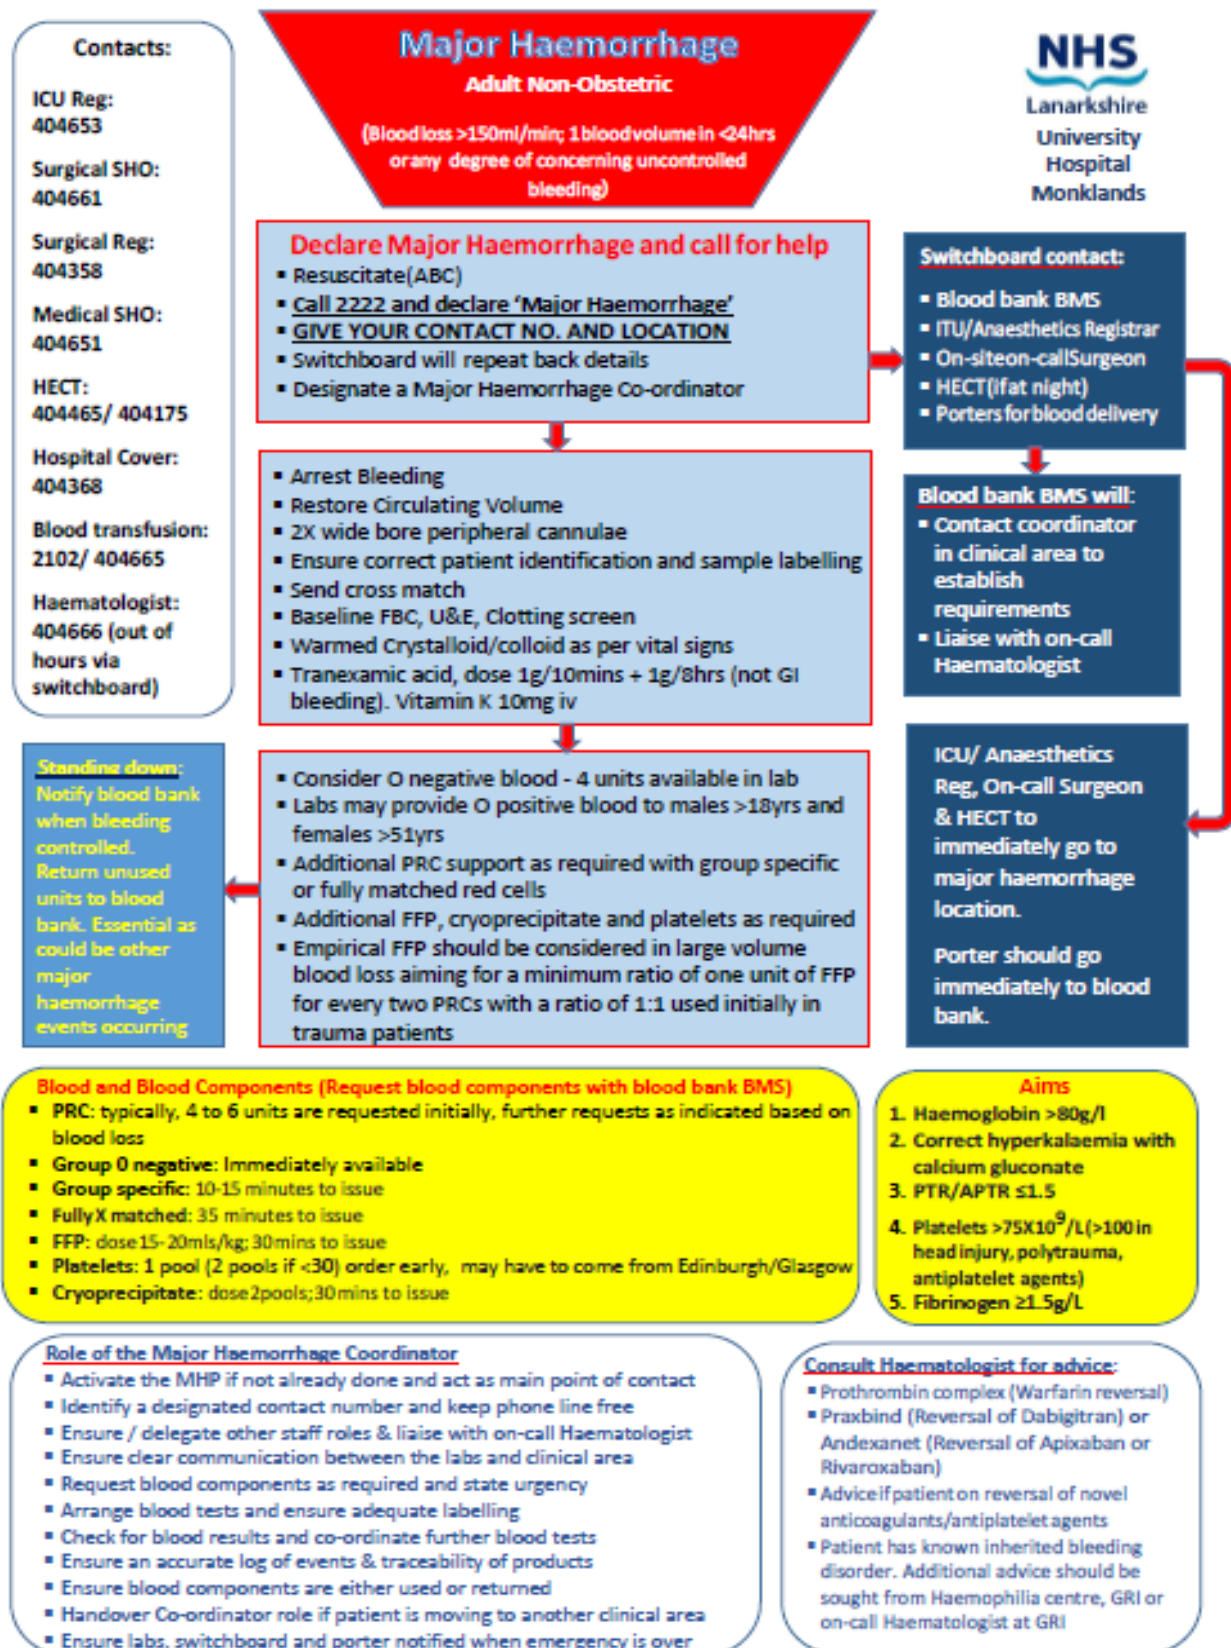 Contacts:
ICU Reg:
404653
Surgical SHO:
404661
Surgical Reg:
404358
Medical SHO:
404651
HECT:
404465/ 404175
Hospital Cover:
404368
Blood transfusion:
2102/ 404665
Haematologist:
404666 (out of
hours via
switchboard)
Major Haemorrhage
Adult Non-Obstetric
(Blood loss >150ml/min; 1 blood volume in <24hrs
or any degree of concerning uncontrolled
bleeding)
NHS
Lanarkshire
University
Hospital
Monklands
Declare Major Haemorrhage and call for help
▪ Resuscitate(ABC)
▪ Call 2222 and declare ‘Major Haemorrhage’
▪ GIVE YOUR CONTACT NO. AND LOCATION
▪ Switchboard will repeat back details
▪ Designate a Major Haemorrhage Co-ordinator
Switchboard contact:
▪ Blood bank BMS
▪ ITU/Anaesthetics Registrar
▪ On-siteon-callSurgeon
▪ HECT(ifat night)
▪ Porters for blood delivery
▪ Arrest Bleeding
▪ Restore Circulating Volume
▪ 2X wide bore peripheral cannulae
▪ Ensure correct patient identification and sample labelling
▪ Send cross match
▪ Baseline FBC, U&E, Clotting screen
▪ Warmed Crystalloid/colloid as per vital signs
▪ Tranexamic acid, dose 1g/10mins + 1g/8hrs (not GI
bleeding). Vitamin K 10mg iv
Blood bank BMS will:
▪ Contact coordinator
in clinical area to
establish
requirements
▪ Liaise with on-call
Haematologist
Standing down:
Notify blood bank
when bleeding
controlled.
Return unused
units to blood
bank. Essential as
could be other
major
haemorrhage
events occurring
▪ Consider O negative blood - 4 units available in lab
▪ Labs may provide O positive blood to males >18yrs and
females >51yrs
▪ Additional PRC support as required with group specific
or fully matched red cells
▪ Additional FFP, cryoprecipitate and platelets as required
▪ Empirical FFP should be considered in large volume
blood loss aiming for a minimum ratio of one unit of FFP
for every two PRCs with a ratio of 1:1 used initially in
trauma patients
ICU/ Anaesthetics
Reg, On-call Surgeon
& HECT to
immediately go to
major haemorrhage
location.
Porter should go
immediately to blood
bank.
Blood and Blood Components (Request blood components with blood bank BMS)
▪ PRC: typically, 4 to 6 units are requested initially, further requests as indicated based on
blood loss
▪ Group 0 negative: Immediately available
▪ Group specific: 10-15 minutes to issue
▪ Fully X matched: 35 minutes to issue
▪ FFP: dose 15-20mls/kg; 30mins to issue
▪ Platelets: 1 pool (2 pools if <30) order early, may have to come from Edinburgh/Glasgow
▪ Cryoprecipitate: dose 2pools; 30 mins to issue
Aims
1. Haemoglobin >80g/l
2. Correct hyperkalaemia with
calcium gluconate
3. PTR/APTR ≤1.5
4. Platelets >75X10⁹/L(>100 in
head injury, polytrauma,
antiplatelet agents)
5. Fibrinogen ≥1.5g/L
Role of the Major Haemorrhage Coordinator
▪ Activate the MHP if not already done and act as main point of contact
▪ Identify a designated contact number and keep phone line free
▪ Ensure / delegate other staff roles & liaise with on-call Haematologist
▪ Ensure clear communication between the labs and clinical area
▪ Request blood components as required and state urgency
▪ Arrange blood tests and ensure adequate labelling
▪ Check for blood results and co-ordinate further blood tests
▪ Ensure an accurate log of events & traceability of products
▪ Ensure blood components are either used or returned
▪ Handover Co-ordinator role if patient is moving to another clinical area
▪ Ensure labs, switchboard and porter notified when emergency is over
Consult Haematologist for advice:
▪ Prothrombin complex (Warfarin reversal)
▪ Praxbind (Reversal of Dabigitran) or
Andexanet (Reversal of Apixaban or
Rivaroxaban)
▪ Advice if patient on reversal of novel
anticoagulants/antiplatelet agents
▪ Patient has known inherited bleeding
disorder. Additional advice should be
sought from Haemophilia centre, GRI or
on-call Haematologist at GRI